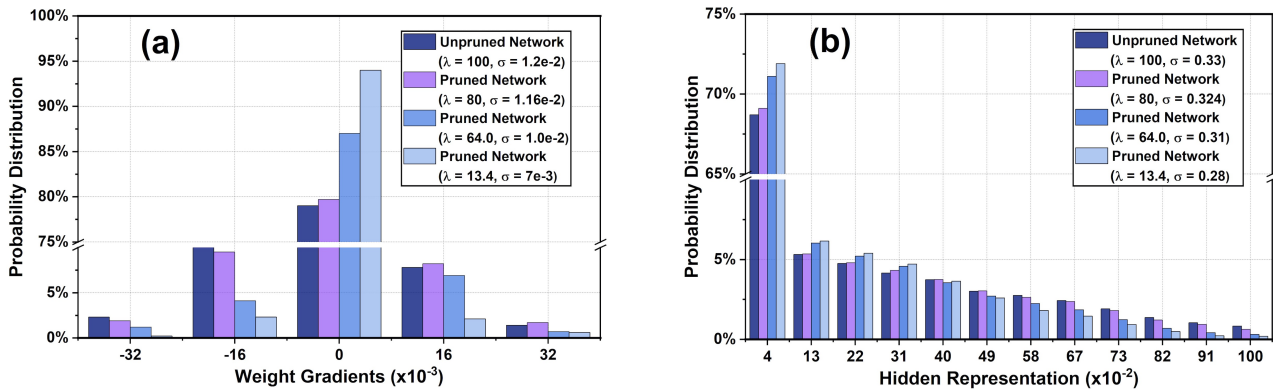 (a)
100%
95%
90%
85%
80%
75%
5%
0%
Probability Distribution
Unpruned Network
(λ = 100, σ = 1.2e-2)
Pruned Network
(λ = 80, σ = 1.16e-2)
Pruned Network
(λ = 64.0, σ = 1.0e-2)
Pruned Network
(λ = 13.4, σ = 7e-3)
-32 -16 0 16 32
Weight Gradients (x10⁻³)
(b)
75%
70%
65%
5%
0%
Probability Distribution
Unpruned Network
(λ = 100, σ = 0.33)
Pruned Network
(λ = 80, σ = 0.324)
Pruned Network
(λ = 64.0, σ = 0.31)
Pruned Network
(λ = 13.4, σ = 0.28)
4 13 22 31 40 49 58 67 73 82 91 100
Hidden Representation (x10⁻²)